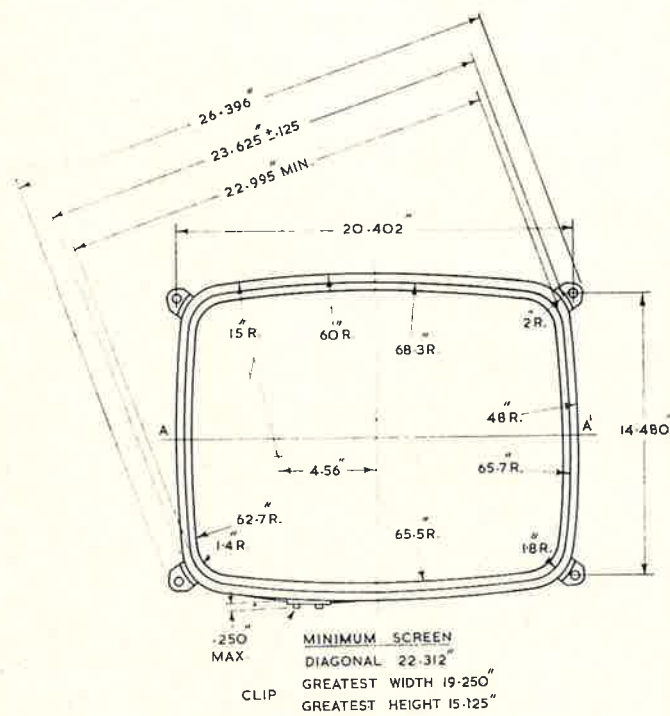 26·396"
23·625" ±·125
22·995" MIN.
20·402"
15" R.
60" R.
68·3" R.
2" R.
48" R.
A
A'
14·480"
4·56"
65·7" R.
62·7" R.
65·5" R.
1·4" R
1·8" R.
·250"
MAX.
MINIMUM SCREEN
DIAGONAL 22·312"
CLIP
GREATEST WIDTH 19·250"
GREATEST HEIGHT 15·125"